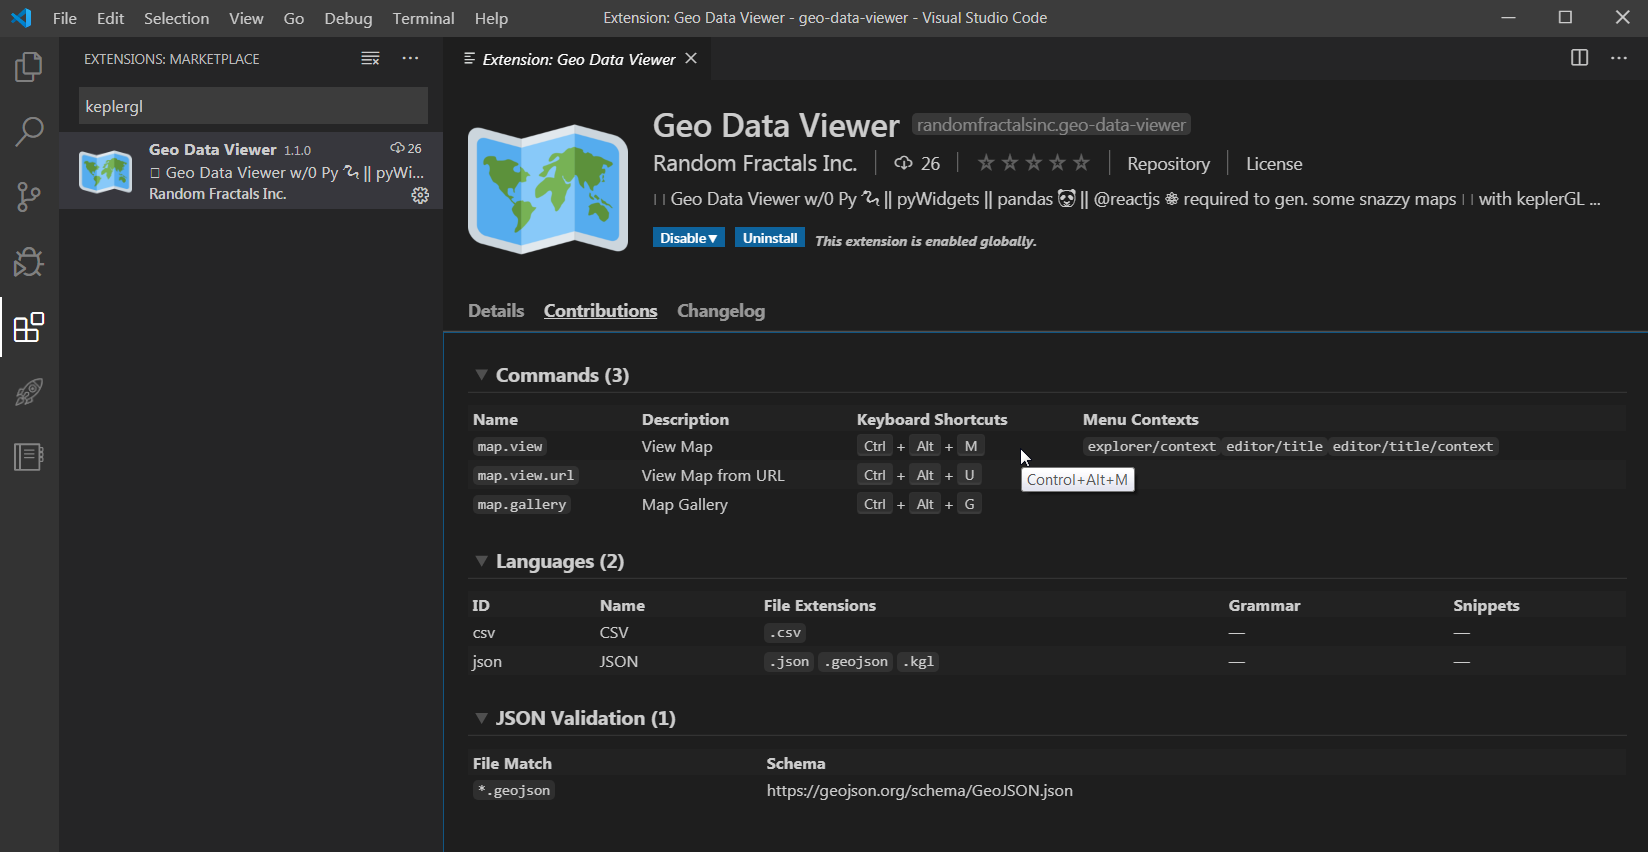 File Edit Selection View Go Debug Terminal Help Extension: Geo Data Viewer - geo-data-viewer - Visual Studio Code
EXTENSIONS: MARKETPLACE
keplergl
Geo Data Viewer 1.1.0 26
Geo Data Viewer w/0 Py || pyWi...
Random Fractals Inc.
Extension: Geo Data Viewer
Geo Data Viewer randomfractalsinc.geo-data-viewer
Random Fractals Inc. 26 Repository License
Geo Data Viewer w/0 Py || pyWidgets || pandas 🐼 || @reactjs ⚛ required to gen. some snazzy maps with keplerGL ...
Disable▼ Uninstall This extension is enabled globally.
Details Contributions Changelog
Commands (3)
Name Description Keyboard Shortcuts Menu Contexts
map.view View Map Ctrl + Alt + M explorer/context editor/title editor/title/context
map.view.url View Map from URL Ctrl + Alt + U
Control+Alt+M
map.gallery Map Gallery Ctrl + Alt + G
Languages (2)
ID Name File Extensions Grammar Snippets
csv CSV .csv — —
json JSON .json .geojson .kgl — —
JSON Validation (1)
File Match Schema
*.geojson https://geojson.org/schema/GeoJSON.json